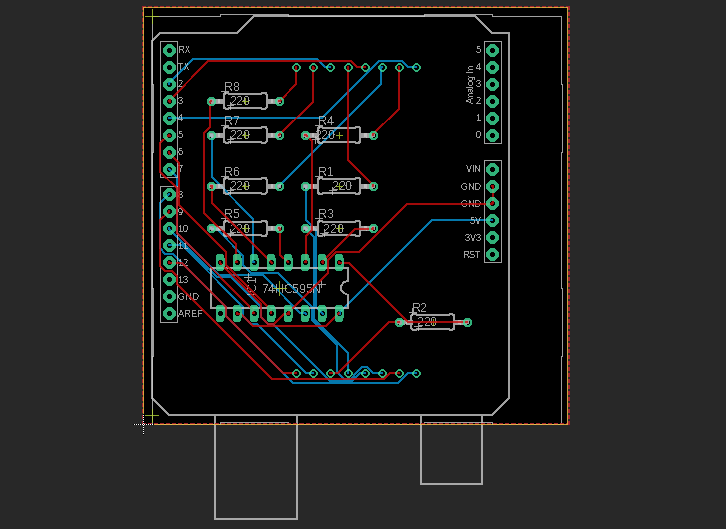 RX
TX
2
3
4
5
6
7
8
9
10
11
12
13
GND
AREF
R8
220
R7
220
R4
220
R6
220
R1
220
R5
220
R3
220
74HC595N
R2
220
5
4
3
2
1
0
Analog In
VIN
GND
GND
5V
3V3
RST